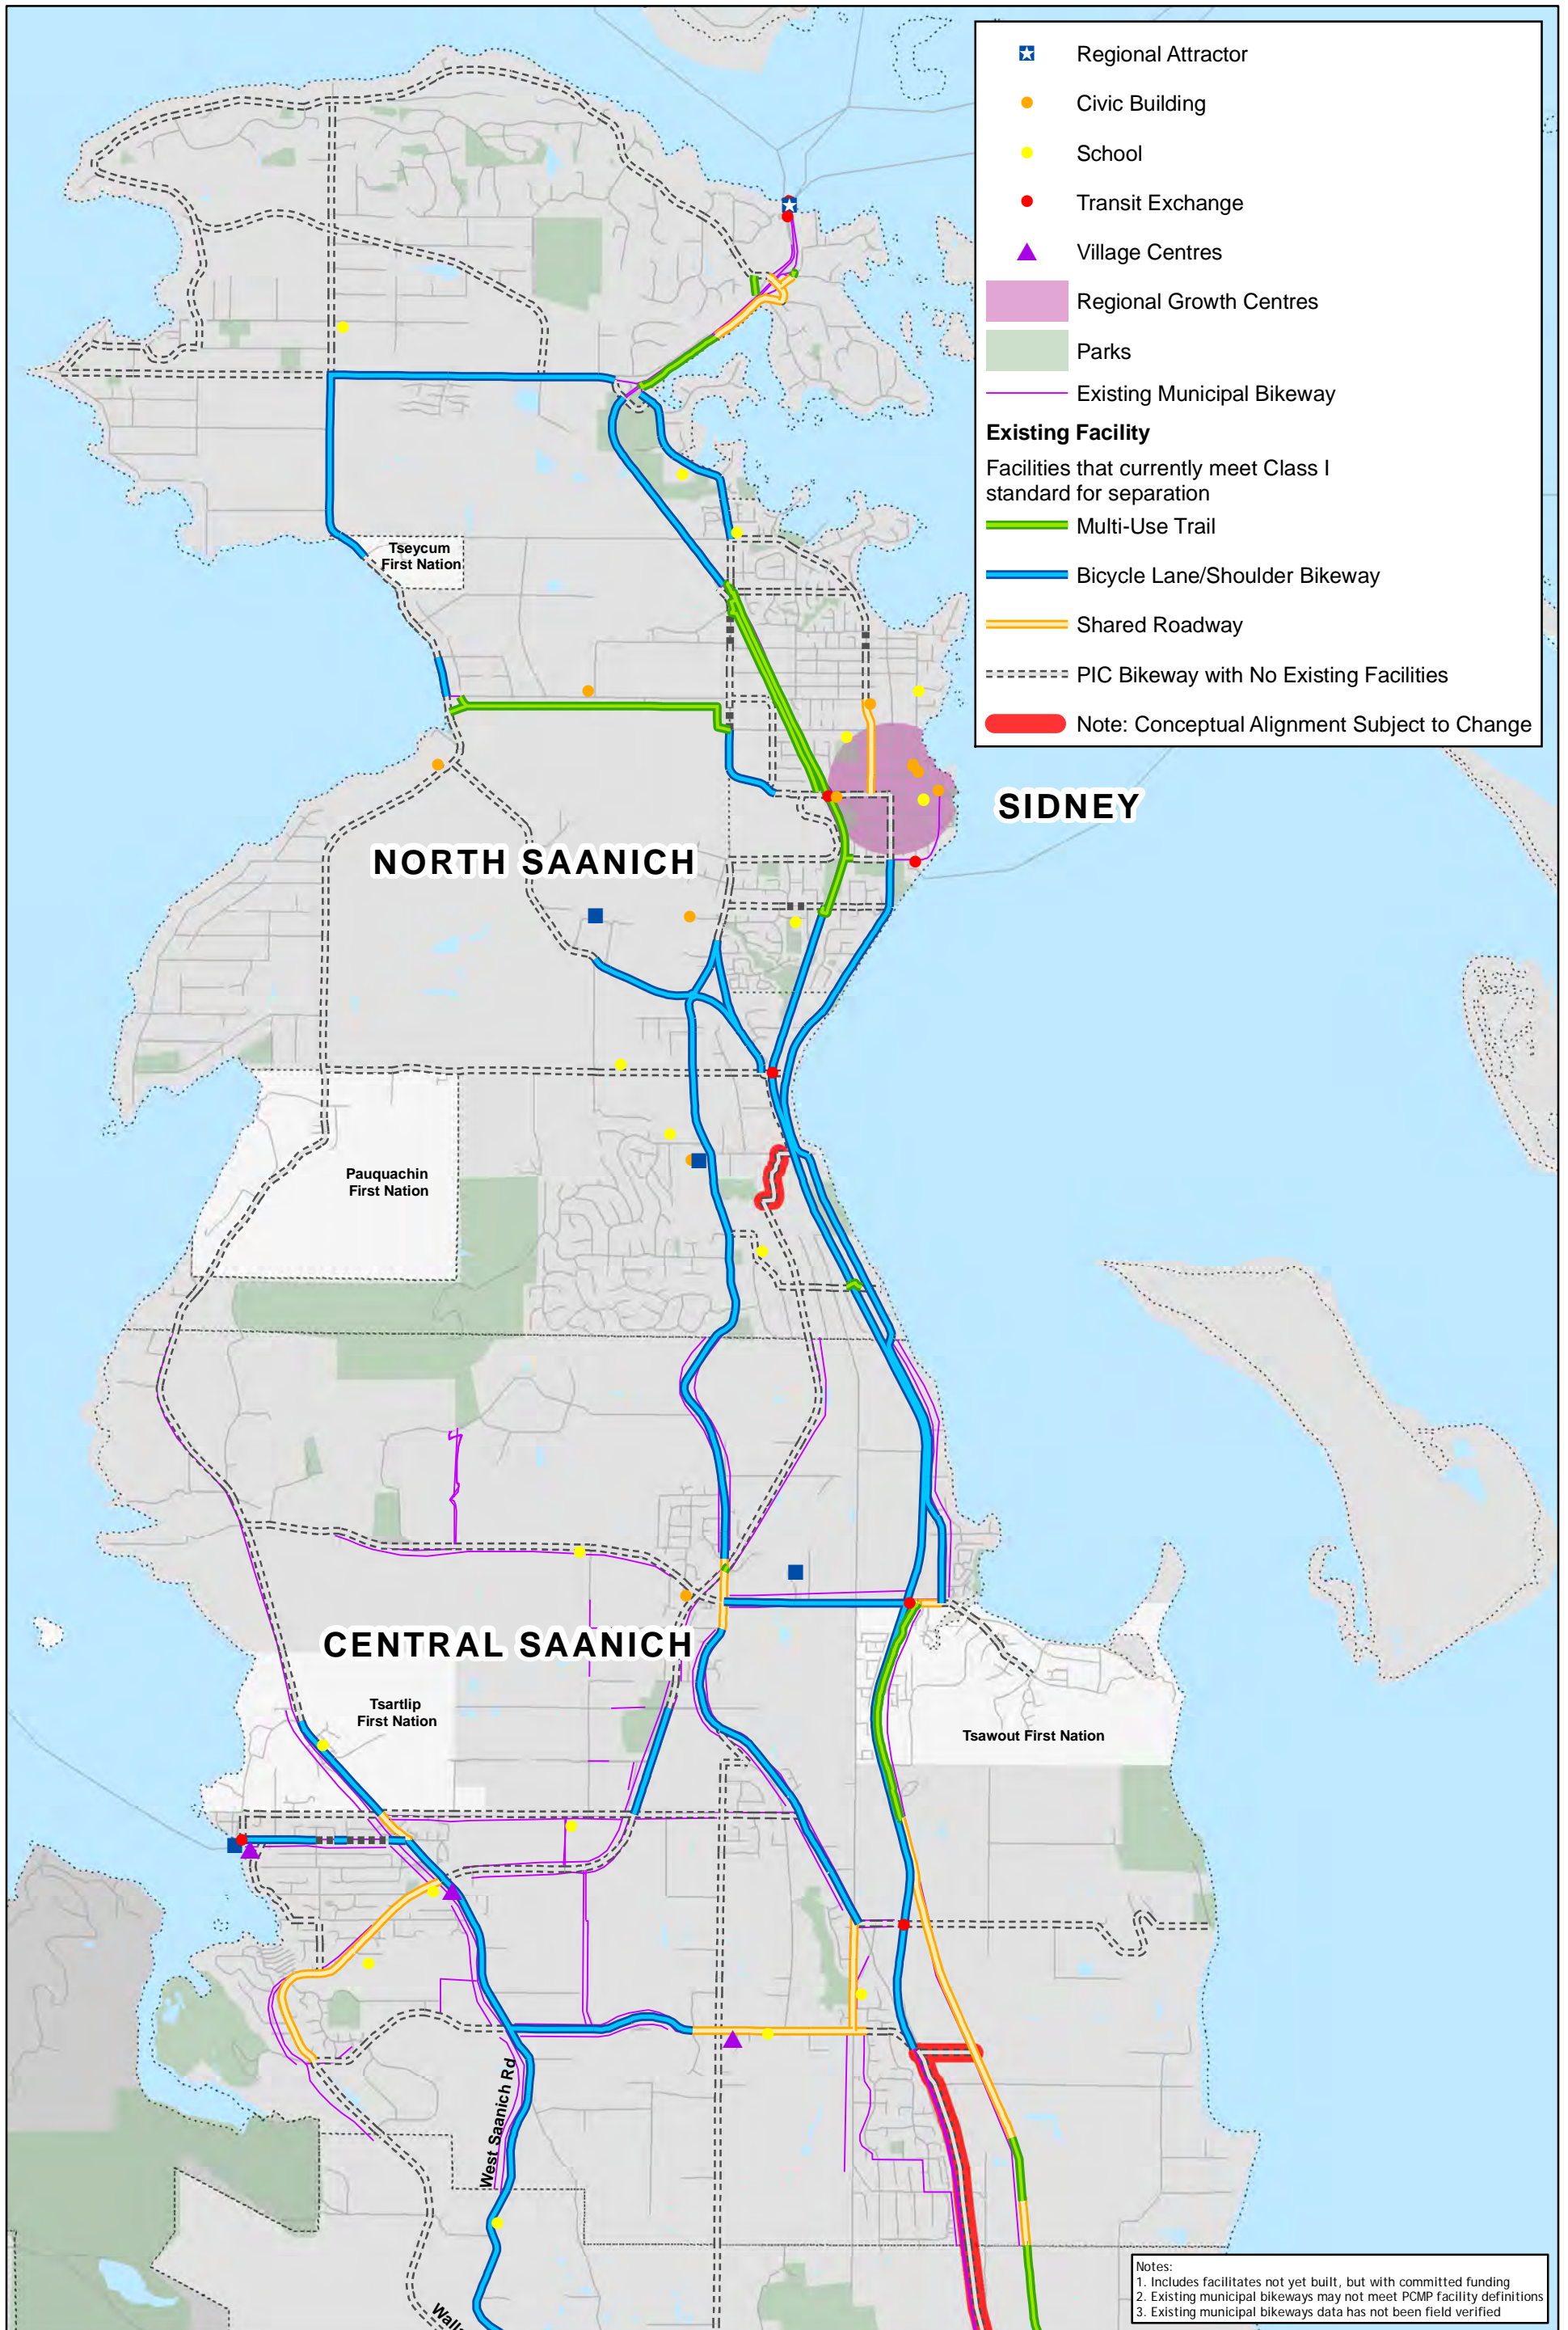 Regional Attractor
Civic Building
School
Transit Exchange
Village Centres
Regional Growth Centres
Parks
Existing Municipal Bikeway
Existing Facility
Facilities that currently meet Class I
standard for separation
Multi-Use Trail
Bicycle Lane/Shoulder Bikeway
Shared Roadway
PIC Bikeway with No Existing Facilities
Note: Conceptual Alignment Subject to Change
Tseycum
First Nation
SIDNEY
NORTH SAANICH
Pauquachin
First Nation
CENTRAL SAANICH
Tsartlip
First Nation
Tsawout First Nation
West Saanich Rd
Notes:
1. Includes facilitates not yet built, but with committed funding
2. Existing municipal bikeways may not meet PCMP facility definitions
3. Existing municipal bikeways data has not been field verified